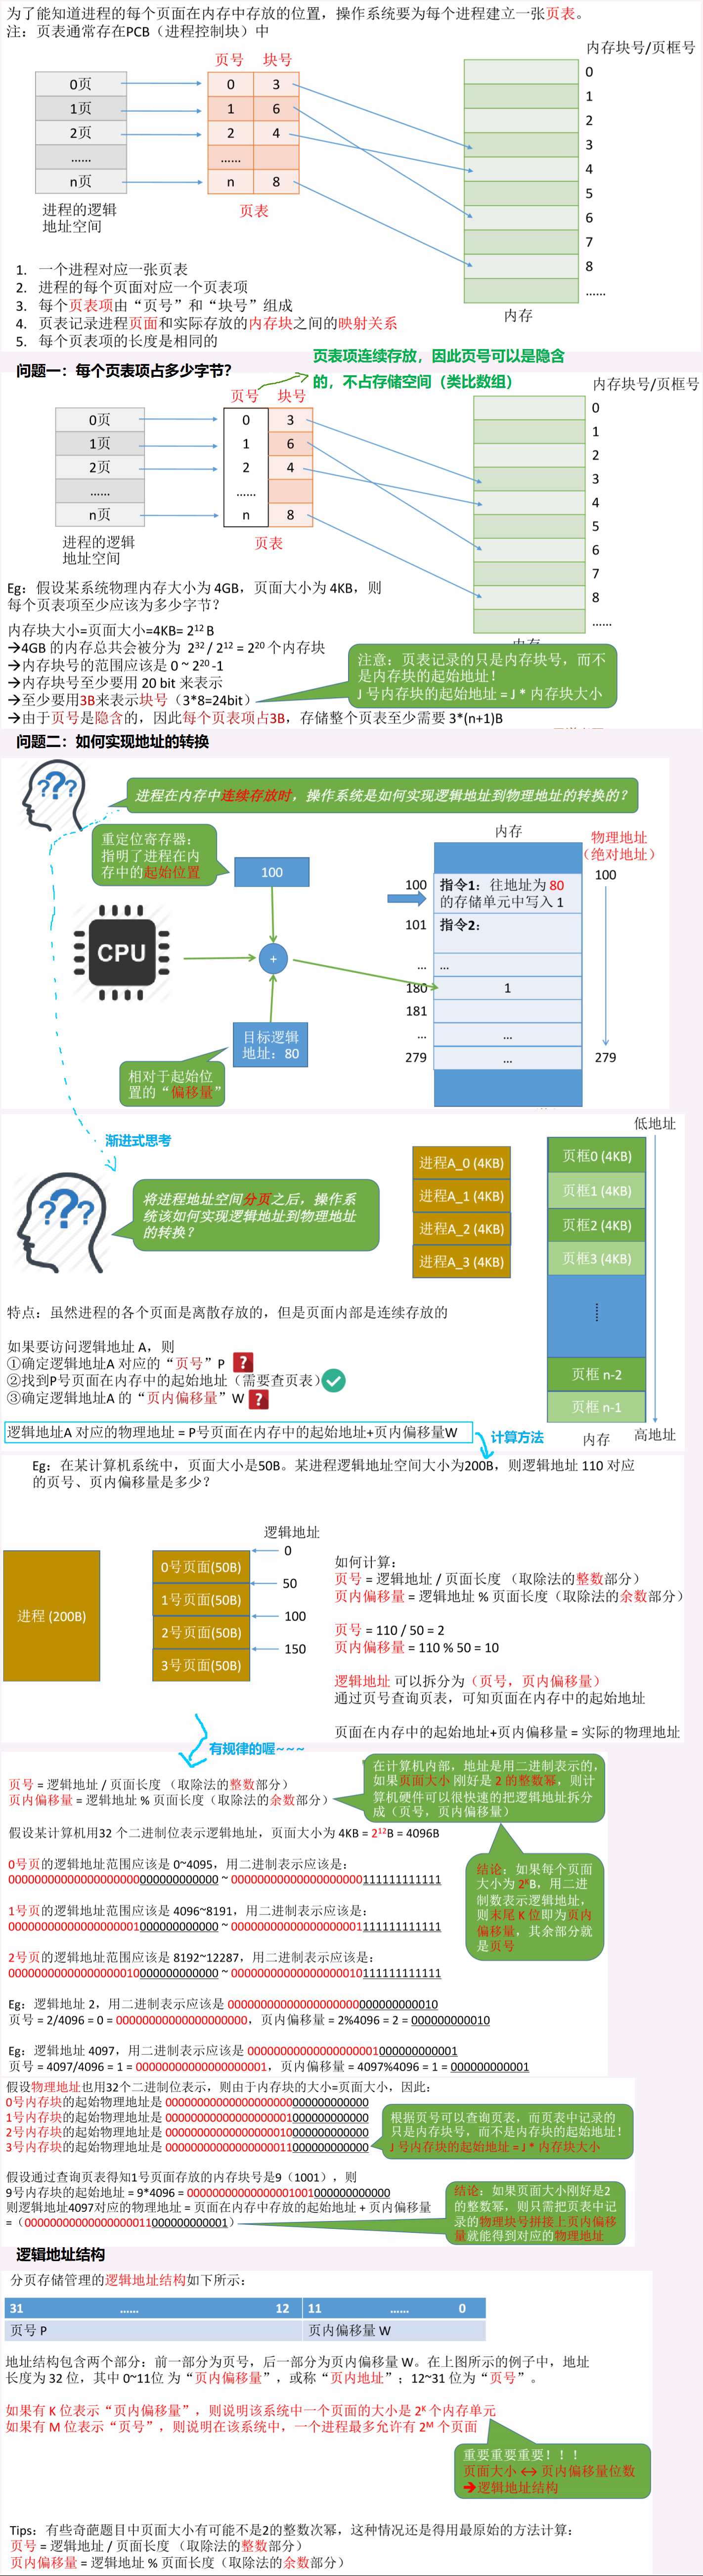 为了能知道进程的每个页面在内存中存放的位置，操作系统要为每个进程建立一张页表。
注：页表通常存在PCB（进程控制块）中
页号 块号
内存块号/页框号
0页
1页
2页
......
n页
0 3
1 6
2 4
......
n 8
0
1
2
3
4
5
6
7
8
......
进程的逻辑
地址空间
页表
内存
1. 一个进程对应一张页表
2. 进程的每个页面对应一个页表项
3. 每个页表项由“页号”和“块号”组成
4. 页表记录进程页面和实际存放的内存块之间的映射关系
5. 每个页表项的长度是相同的
问题一：每个页表项占多少字节？
页表项连续存放，因此页号可以是隐含
的，不占存储空间（类比数组）
页号 块号
内存块号/页框号
0页
1页
2页
......
n页
0 3
1 6
2 4
......
n 8
0
1
2
3
4
5
6
7
8
......
进程的逻辑
地址空间
页表
Eg：假设某系统物理内存大小为 4GB，页面大小为 4KB，则
每个页表项至少应该为多少字节？
内存块大小=页面大小=4KB= 2¹² B
→4GB 的内存总共会被分为 2³² / 2¹² = 2²⁰ 个内存块
→内存块号的范围应该是 0 ~ 2²⁰ -1
→内存块号至少要用 20 bit 来表示
→至少要用3B来表示块号（3*8=24bit）
→由于页号是隐含的，因此每个页表项占3B，存储整个页表至少需要 3*(n+1)B
注意：页表记录的只是内存块号，而不
是内存块的起始地址！
J 号内存块的起始地址 = J * 内存块大小
问题二：如何实现地址的转换
???
进程在内存中连续存放时，操作系统是如何实现逻辑地址到物理地址的转换的？
重定位寄存器：
指明了进程在内
存中的起始位置
100
CPU
+
目标逻辑
地址：80
相对于起始位
置的“偏移量”
内存
物理地址
（绝对地址）
100 指令1：往地址为 80
的存储单元中写入 1
100
101 指令2：
... ...
180 1
181
... ...
279 ...
279
渐进式思考
???
将进程地址空间分页之后，操作系
统该如何实现逻辑地址到物理地址
的转换？
进程A_0 (4KB)
进程A_1 (4KB)
进程A_2 (4KB)
进程A_3 (4KB)
低地址
页框0 (4KB)
页框1 (4KB)
页框2 (4KB)
页框3 (4KB)
......
页框 n-2
页框 n-1
内存
高地址
特点：虽然进程的各个页面是离散存放的，但是页面内部是连续存放的
如果要访问逻辑地址 A，则
①确定逻辑地址A 对应的“页号”P ?
②找到P号页面在内存中的起始地址（需要查页表）
③确定逻辑地址A 的“页内偏移量”W ?
逻辑地址A 对应的物理地址 = P号页面在内存中的起始地址+页内偏移量W
计算方法
Eg：在某计算机系统中，页面大小是50B。某进程逻辑地址空间大小为200B，则逻辑地址 110 对应
的页号、页内偏移量是多少？
进程 (200B)
逻辑地址
0号页面(50B)
1号页面(50B)
2号页面(50B)
3号页面(50B)
0
50
100
150
如何计算：
页号 = 逻辑地址 / 页面长度 （取除法的整数部分）
页内偏移量 = 逻辑地址 % 页面长度（取除法的余数部分）
页号 = 110 / 50 = 2
页内偏移量 = 110 % 50 = 10
逻辑地址 可以拆分为（页号，页内偏移量）
通过页号查询页表，可知页面在内存中的起始地址
页面在内存中的起始地址+页内偏移量 = 实际的物理地址
有规律的喔~~~
页号 = 逻辑地址 / 页面长度 （取除法的整数部分）
页内偏移量 = 逻辑地址 % 页面长度（取除法的余数部分）
在计算机内部，地址是用二进制表示的，
如果页面大小 刚好是 2 的整数幂，则计
算机硬件可以很快速的把逻辑地址拆分
成（页号，页内偏移量）
假设某计算机用32 个二进制位表示逻辑地址，页面大小为 4KB = 2¹²B = 4096B
0号页的逻辑地址范围应该是 0~4095，用二进制表示应该是：
00000000000000000000000000000000 ~ 00000000000000000000111111111111
1号页的逻辑地址范围应该是 4096~8191，用二进制表示应该是：
00000000000000000001000000000000 ~ 00000000000000000001111111111111
2号页的逻辑地址范围应该是 8192~12287，用二进制表示应该是：
00000000000000000010000000000000 ~ 00000000000000000010111111111111
结论：如果每个页面
大小为 2ᴷB，用二进
制数表示逻辑地址，
则末尾 K 位即为页内
偏移量，其余部分就
是页号
Eg：逻辑地址 2，用二进制表示应该是 00000000000000000000000000000010
页号 = 2/4096 = 0 = 00000000000000000000，页内偏移量 = 2%4096 = 2 = 000000000010
Eg：逻辑地址 4097，用二进制表示应该是 00000000000000000001000000000001
页号 = 4097/4096 = 1 = 00000000000000000001，页内偏移量 = 4097%4096 = 1 = 000000000001
假设物理地址也用32个二进制位表示，则由于内存块的大小=页面大小，因此：
0号内存块的起始物理地址是 00000000000000000000000000000000
1号内存块的起始物理地址是 00000000000000000001000000000000
2号内存块的起始物理地址是 00000000000000000010000000000000
3号内存块的起始物理地址是 00000000000000000011000000000000
根据页号可以查询页表，而页表中记录的
只是内存块号，而不是内存块的起始地址！
J 号内存块的起始地址 = J * 内存块大小
假设通过查询页表得知1号页面存放的内存块号是9（1001），则
9号内存块的起始地址 = 9*4096 = 00000000000000001001000000000000
则逻辑地址4097对应的物理地址 = 页面在内存中存放的起始地址 + 页内偏移量
=（00000000000000000011000000000001）
结论：如果页面大小刚好是2
的整数幂，则只需把页表中记
录的物理块号拼接上页内偏移
量就能得到对应的物理地址
逻辑地址结构
分页存储管理的逻辑地址结构如下所示：
31 ...... 12 11 ...... 0
页号 P 页内偏移量 W
地址结构包含两个部分：前一部分为页号，后一部分为页内偏移量 W。在上图所示的例子中，地址
长度为 32 位，其中 0~11位 为“页内偏移量”，或称“页内地址”；12~31 位为“页号”。
如果有 K 位表示“页内偏移量”，则说明该系统中一个页面的大小是 2ᴷ 个内存单元
如果有 M 位表示“页号”，则说明在该系统中，一个进程最多允许有 2ᴹ 个页面
重要重要重要！！！
页面大小 ↔ 页内偏移量位数
→逻辑地址结构
Tips：有些奇葩题目中页面大小有可能不是2的整数次幂，这种情况还是得用最原始的方法计算：
页号 = 逻辑地址 / 页面长度 （取除法的整数部分）
页内偏移量 = 逻辑地址 % 页面长度（取除法的余数部分）